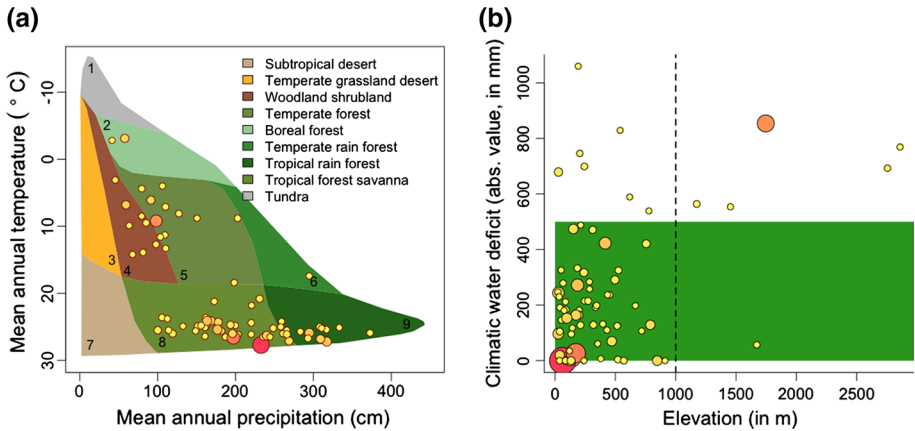 (a)
(b)
Mean annual temperature ( ° C)
-10
0
10
20
30
1
2
3
4
5
6
7
8
9
Subtropical desert
Temperate grassland desert
Woodland shrubland
Temperate forest
Boreal forest
Temperate rain forest
Tropical rain forest
Tropical forest savanna
Tundra
0
100
200
300
400
Mean annual precipitation (cm)
Climatic water deficit (abs. value, in mm)
1000
800
600
400
200
0
0
500
1000
1500
2000
2500
Elevation (in m)